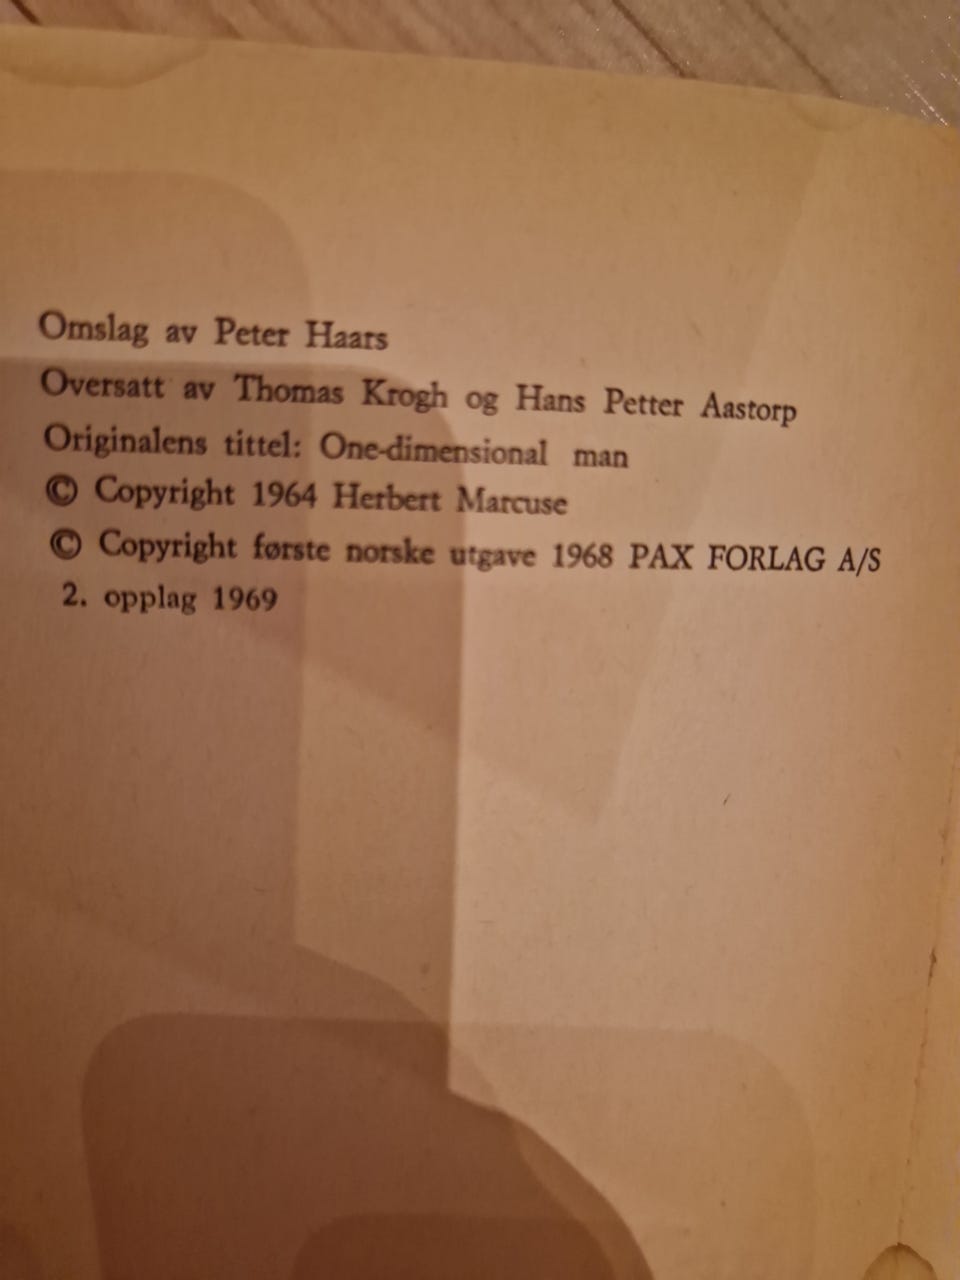 Omslag av Peter Haars
Oversatt av Thomas Krogh og Hans Petter Aastorp
Originalens tittel: One-dimensional man
© Copyright 1964 Herbert Marcuse
© Copyright første norske utgave 1968 PAX FORLAG A/S
2. opplag 1969